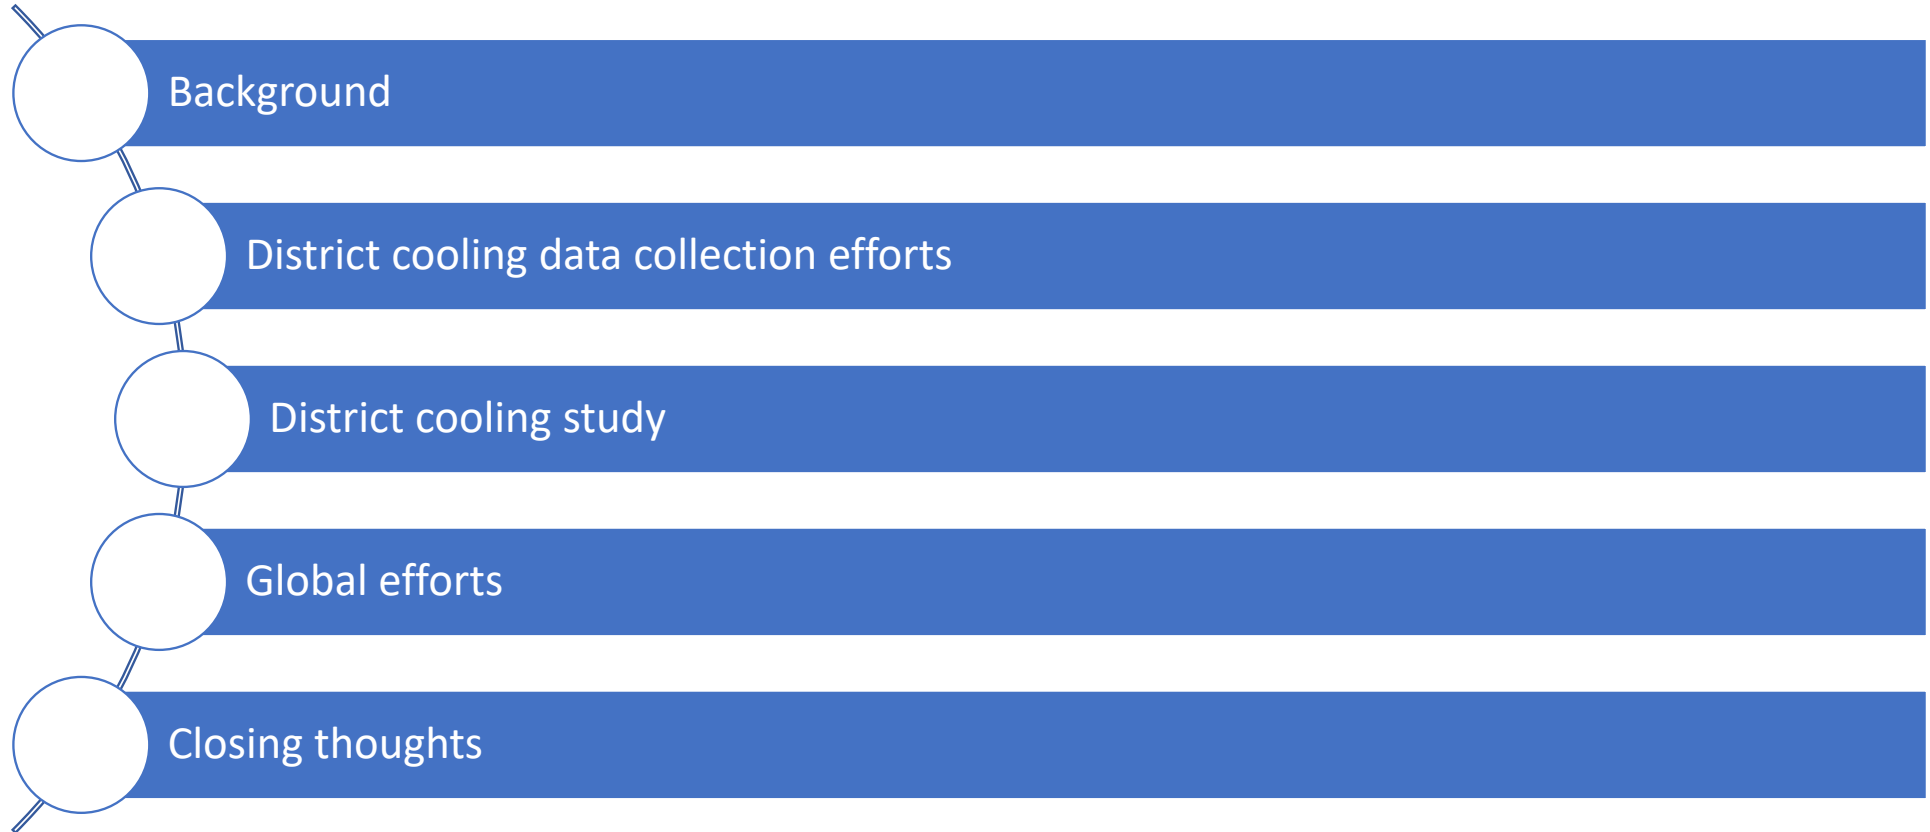 Background
District cooling data collection efforts
District cooling study
Global efforts
Closing thoughts